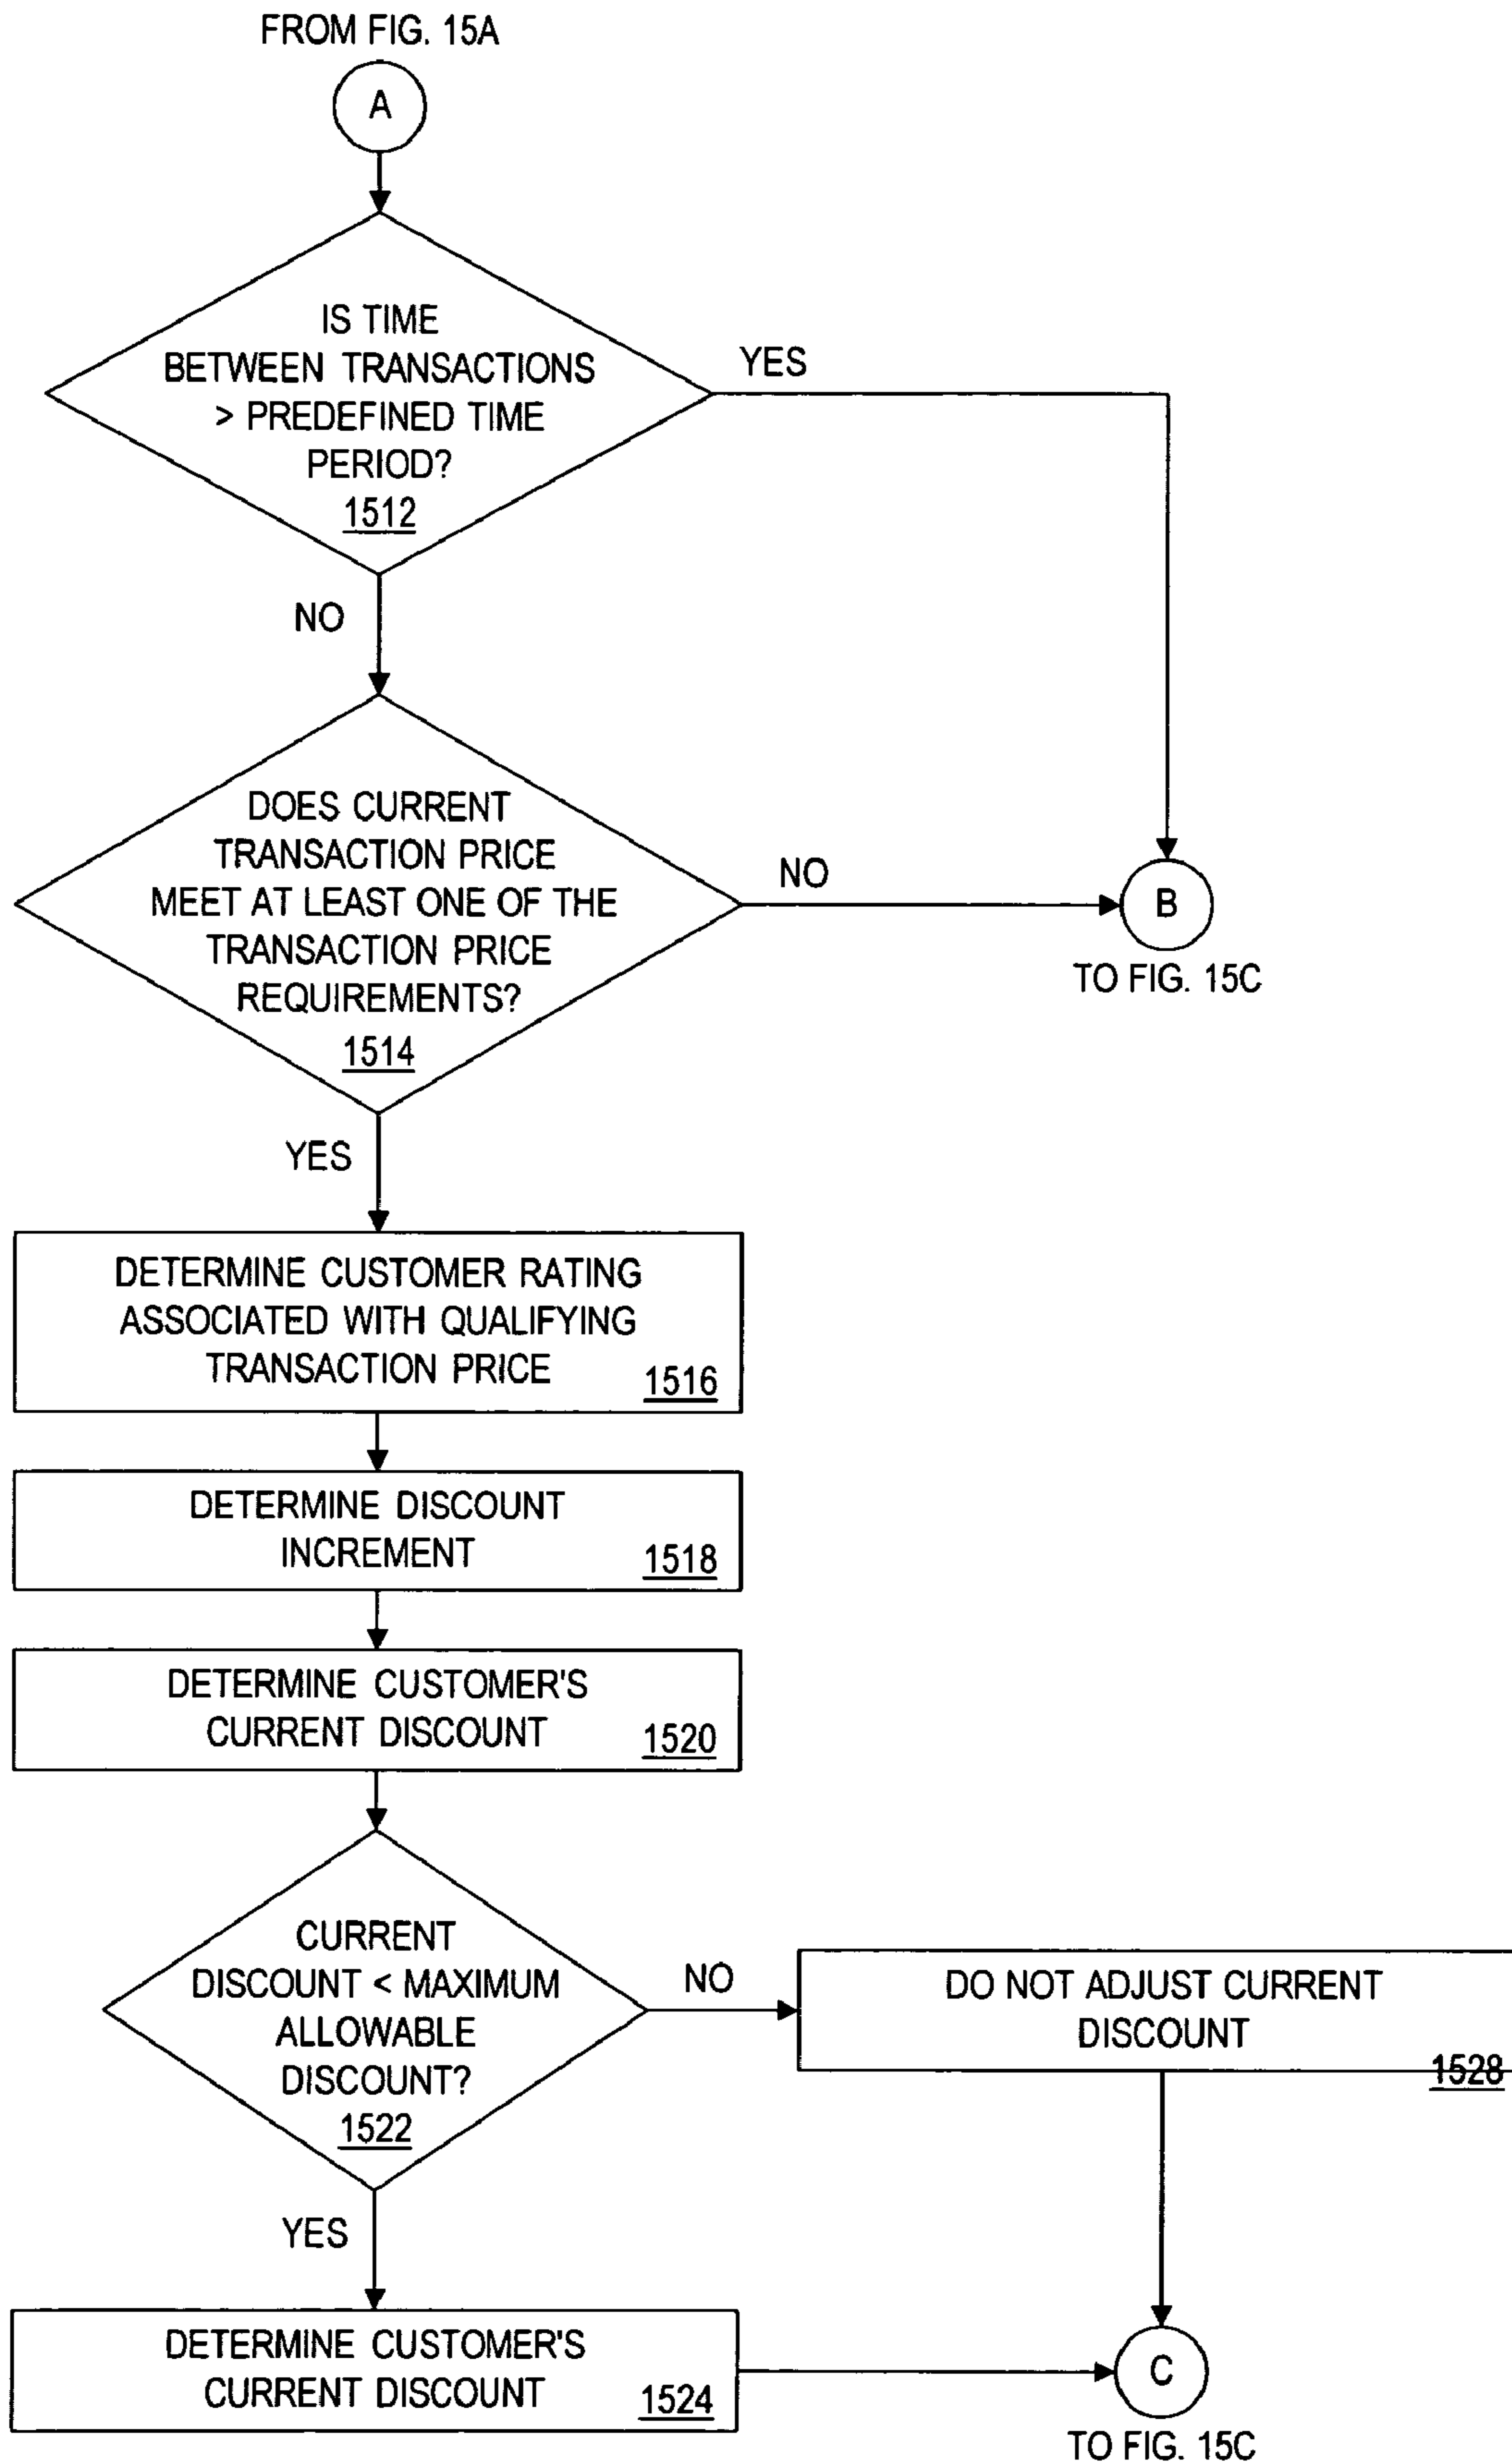 FROM FIG. 15A
A
IS TIME
BETWEEN TRANSACTIONS
> PREDEFINED TIME
PERIOD?
1512
YES
NO
DOES CURRENT
TRANSACTION PRICE
MEET AT LEAST ONE OF THE
TRANSACTION PRICE
REQUIREMENTS?
1514
NO
B
TO FIG. 15C
YES
DETERMINE CUSTOMER RATING
ASSOCIATED WITH QUALIFYING
TRANSACTION PRICE
1516
DETERMINE DISCOUNT
INCREMENT
1518
DETERMINE CUSTOMER'S
CURRENT DISCOUNT
1520
CURRENT
DISCOUNT < MAXIMUM
ALLOWABLE
DISCOUNT?
1522
NO
DO NOT ADJUST CURRENT
DISCOUNT
1528
YES
DETERMINE CUSTOMER'S
CURRENT DISCOUNT
1524
C
TO FIG. 15C